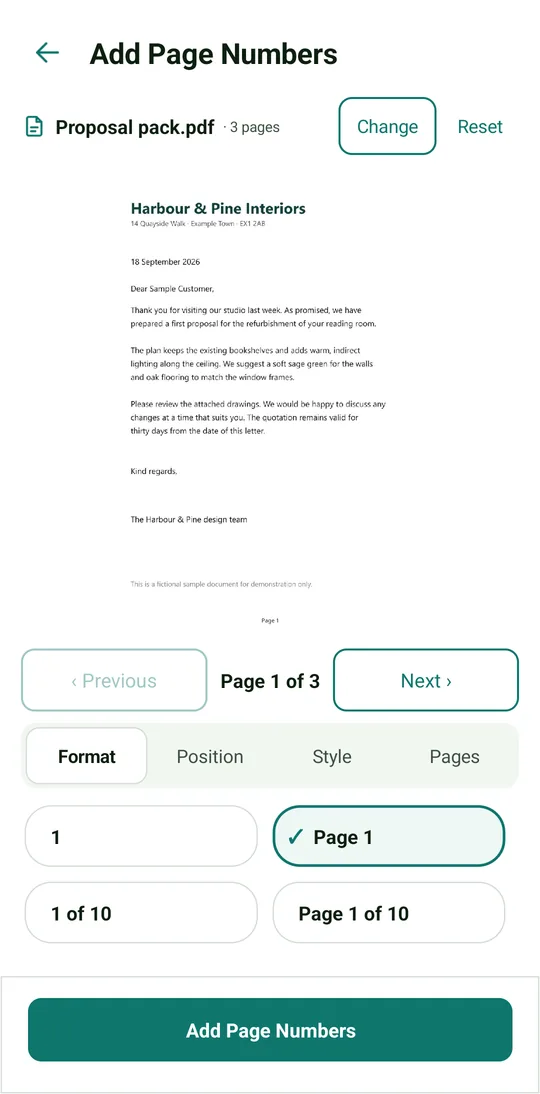 Add Page Numbers
Proposal pack.pdf · 3 pages
Change
Reset
Harbour & Pine Interiors
14 Quayside Walk · Example Town · EX1 2AB
18 September 2026
Dear Sample Customer,
Thank you for visiting our studio last week. As promised, we have
prepared a first proposal for the refurbishment of your reading room.
The plan keeps the existing bookshelves and adds warm, indirect
lighting along the ceiling. We suggest a soft sage green for the walls
and oak flooring to match the window frames.
Please review the attached drawings. We would be happy to discuss any
changes at a time that suits you. The quotation remains valid for
thirty days from the date of this letter.
Kind regards,
The Harbour & Pine design team
This is a fictional sample document for demonstration only.
Page 1
‹ Previous
Page 1 of 3
Next ›
Format
Position
Style
Pages
1
✓ Page 1
1 of 10
Page 1 of 10
Add Page Numbers